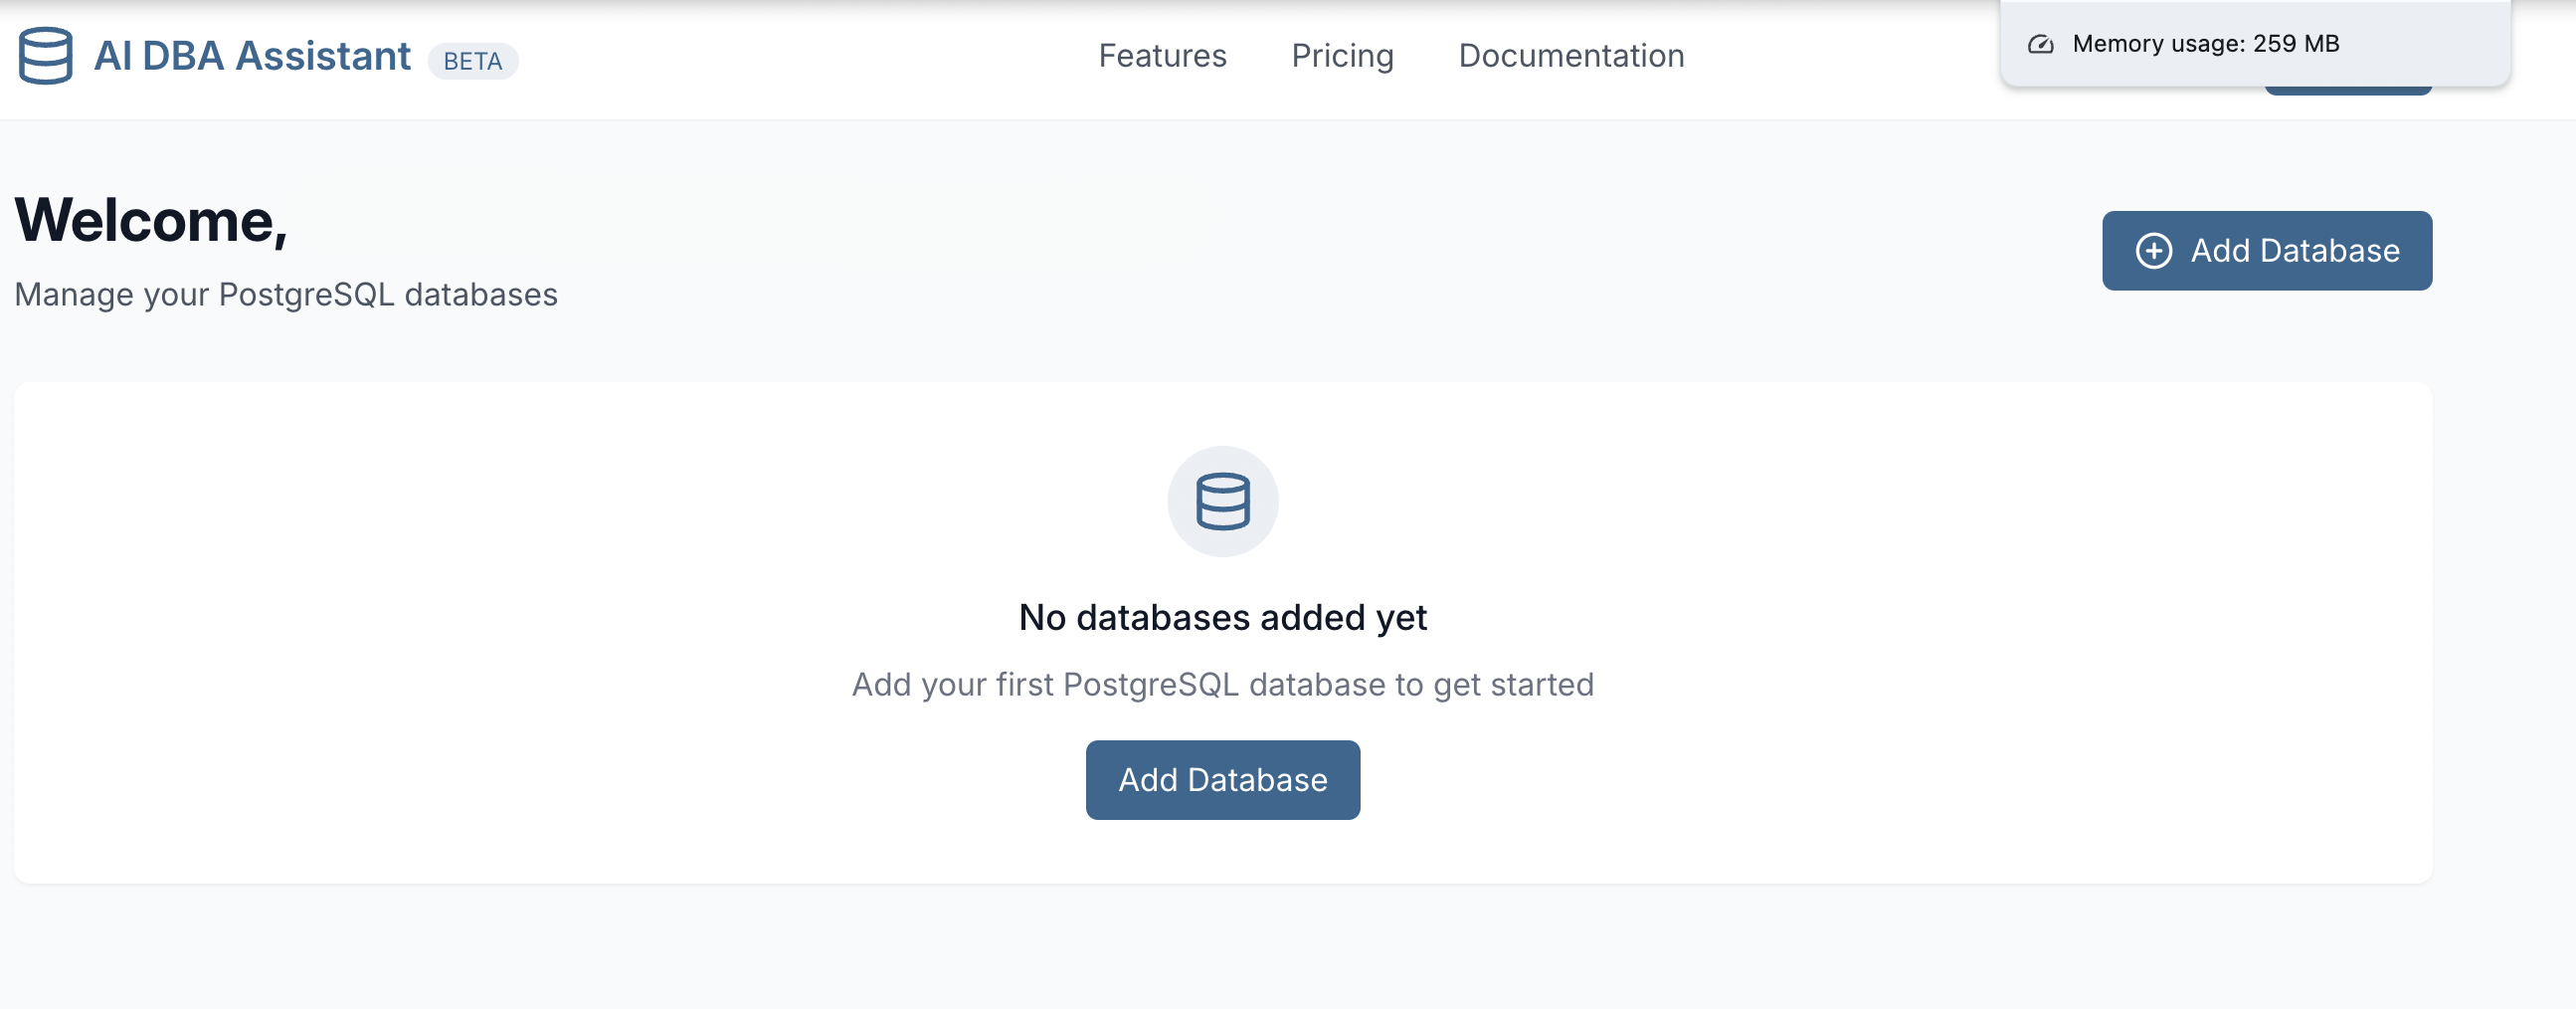 AI DBA Assistant BETA
Features
Pricing
Documentation
Memory usage: 259 MB
Welcome,
Manage your PostgreSQL databases
Add Database
No databases added yet
Add your first PostgreSQL database to get started
Add Database